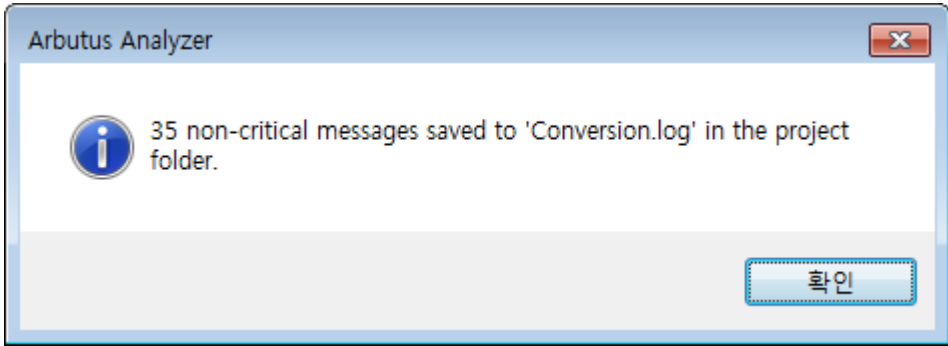 Arbutus Analyzer
35 non-critical messages saved to 'Conversion.log' in the project
folder.
확인